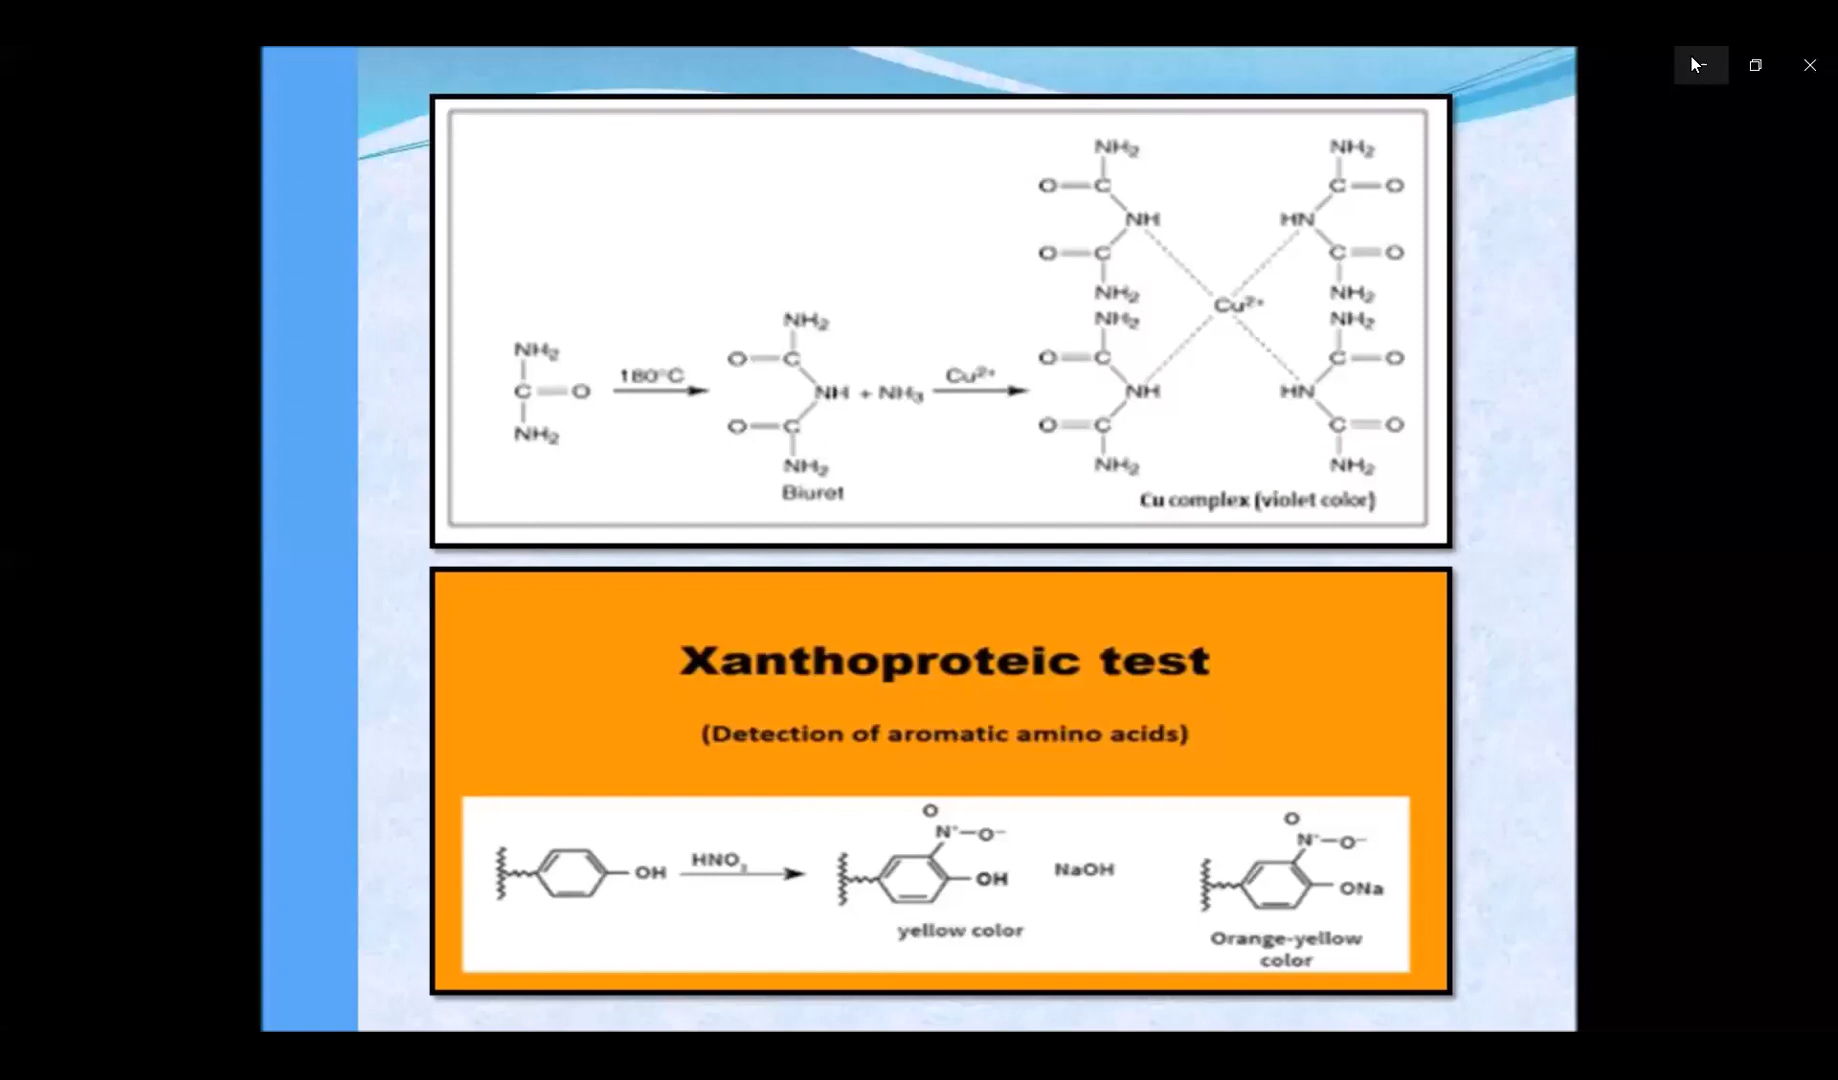 NH₂
C=O
NH₂
180°C
NH₂
O—C
NH + NH₃
O—C
NH₂
Biuret
Cu²⁺
NH₂
O=C
NH
O=C
NH₂
NH₂
C=O
HN
C=O
NH₂
Cu²⁺
NH₂
O=C
NH
O=C
NH₂
NH₂
C=O
HN
C=O
NH₂
Cu complex (violet color)
Xanthoproteic test
(Detection of aromatic amino acids)
OH
HNO₃
O
N⁺—O⁻
OH
yellow color
NaOH
O
N⁺—O⁻
ONa
Orange-yellow
color